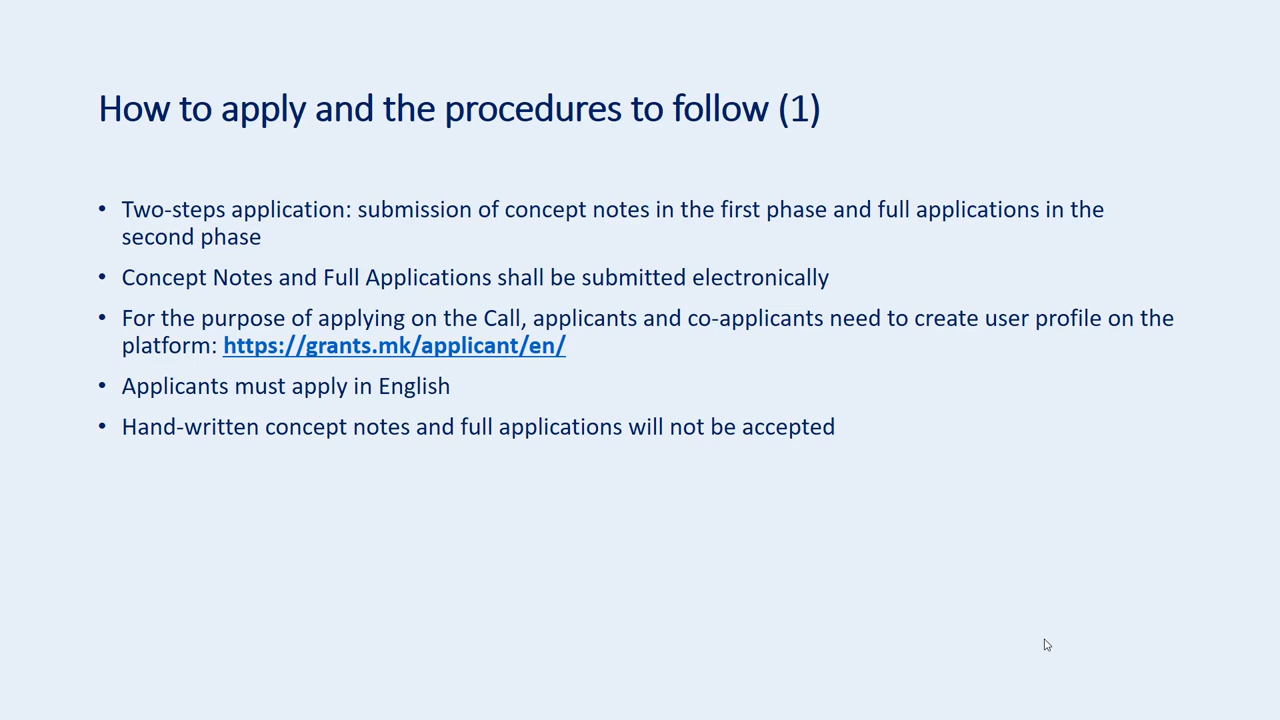 How to apply and the procedures to follow (1)
• Two-steps application: submission of concept notes in the first phase and full applications in the
second phase
• Concept Notes and Full Applications shall be submitted electronically
• For the purpose of applying on the Call, applicants and co-applicants need to create user profile on the
platform: https://grants.mk/applicant/en/
• Applicants must apply in English
• Hand-written concept notes and full applications will not be accepted